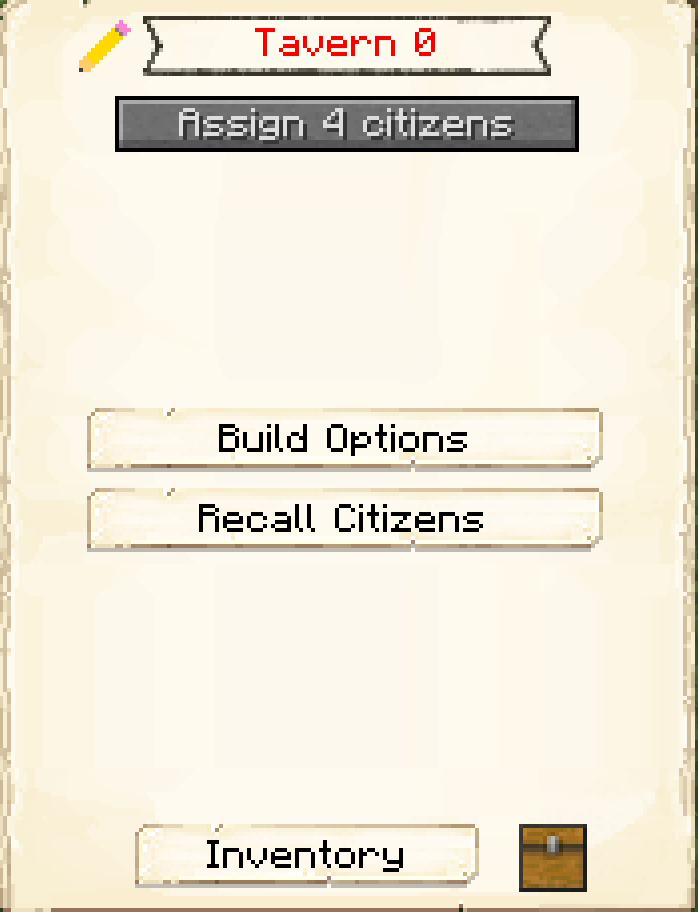 Tavern 0
Assign 4 citizens
Build Options
Recall Citizens
Inventory